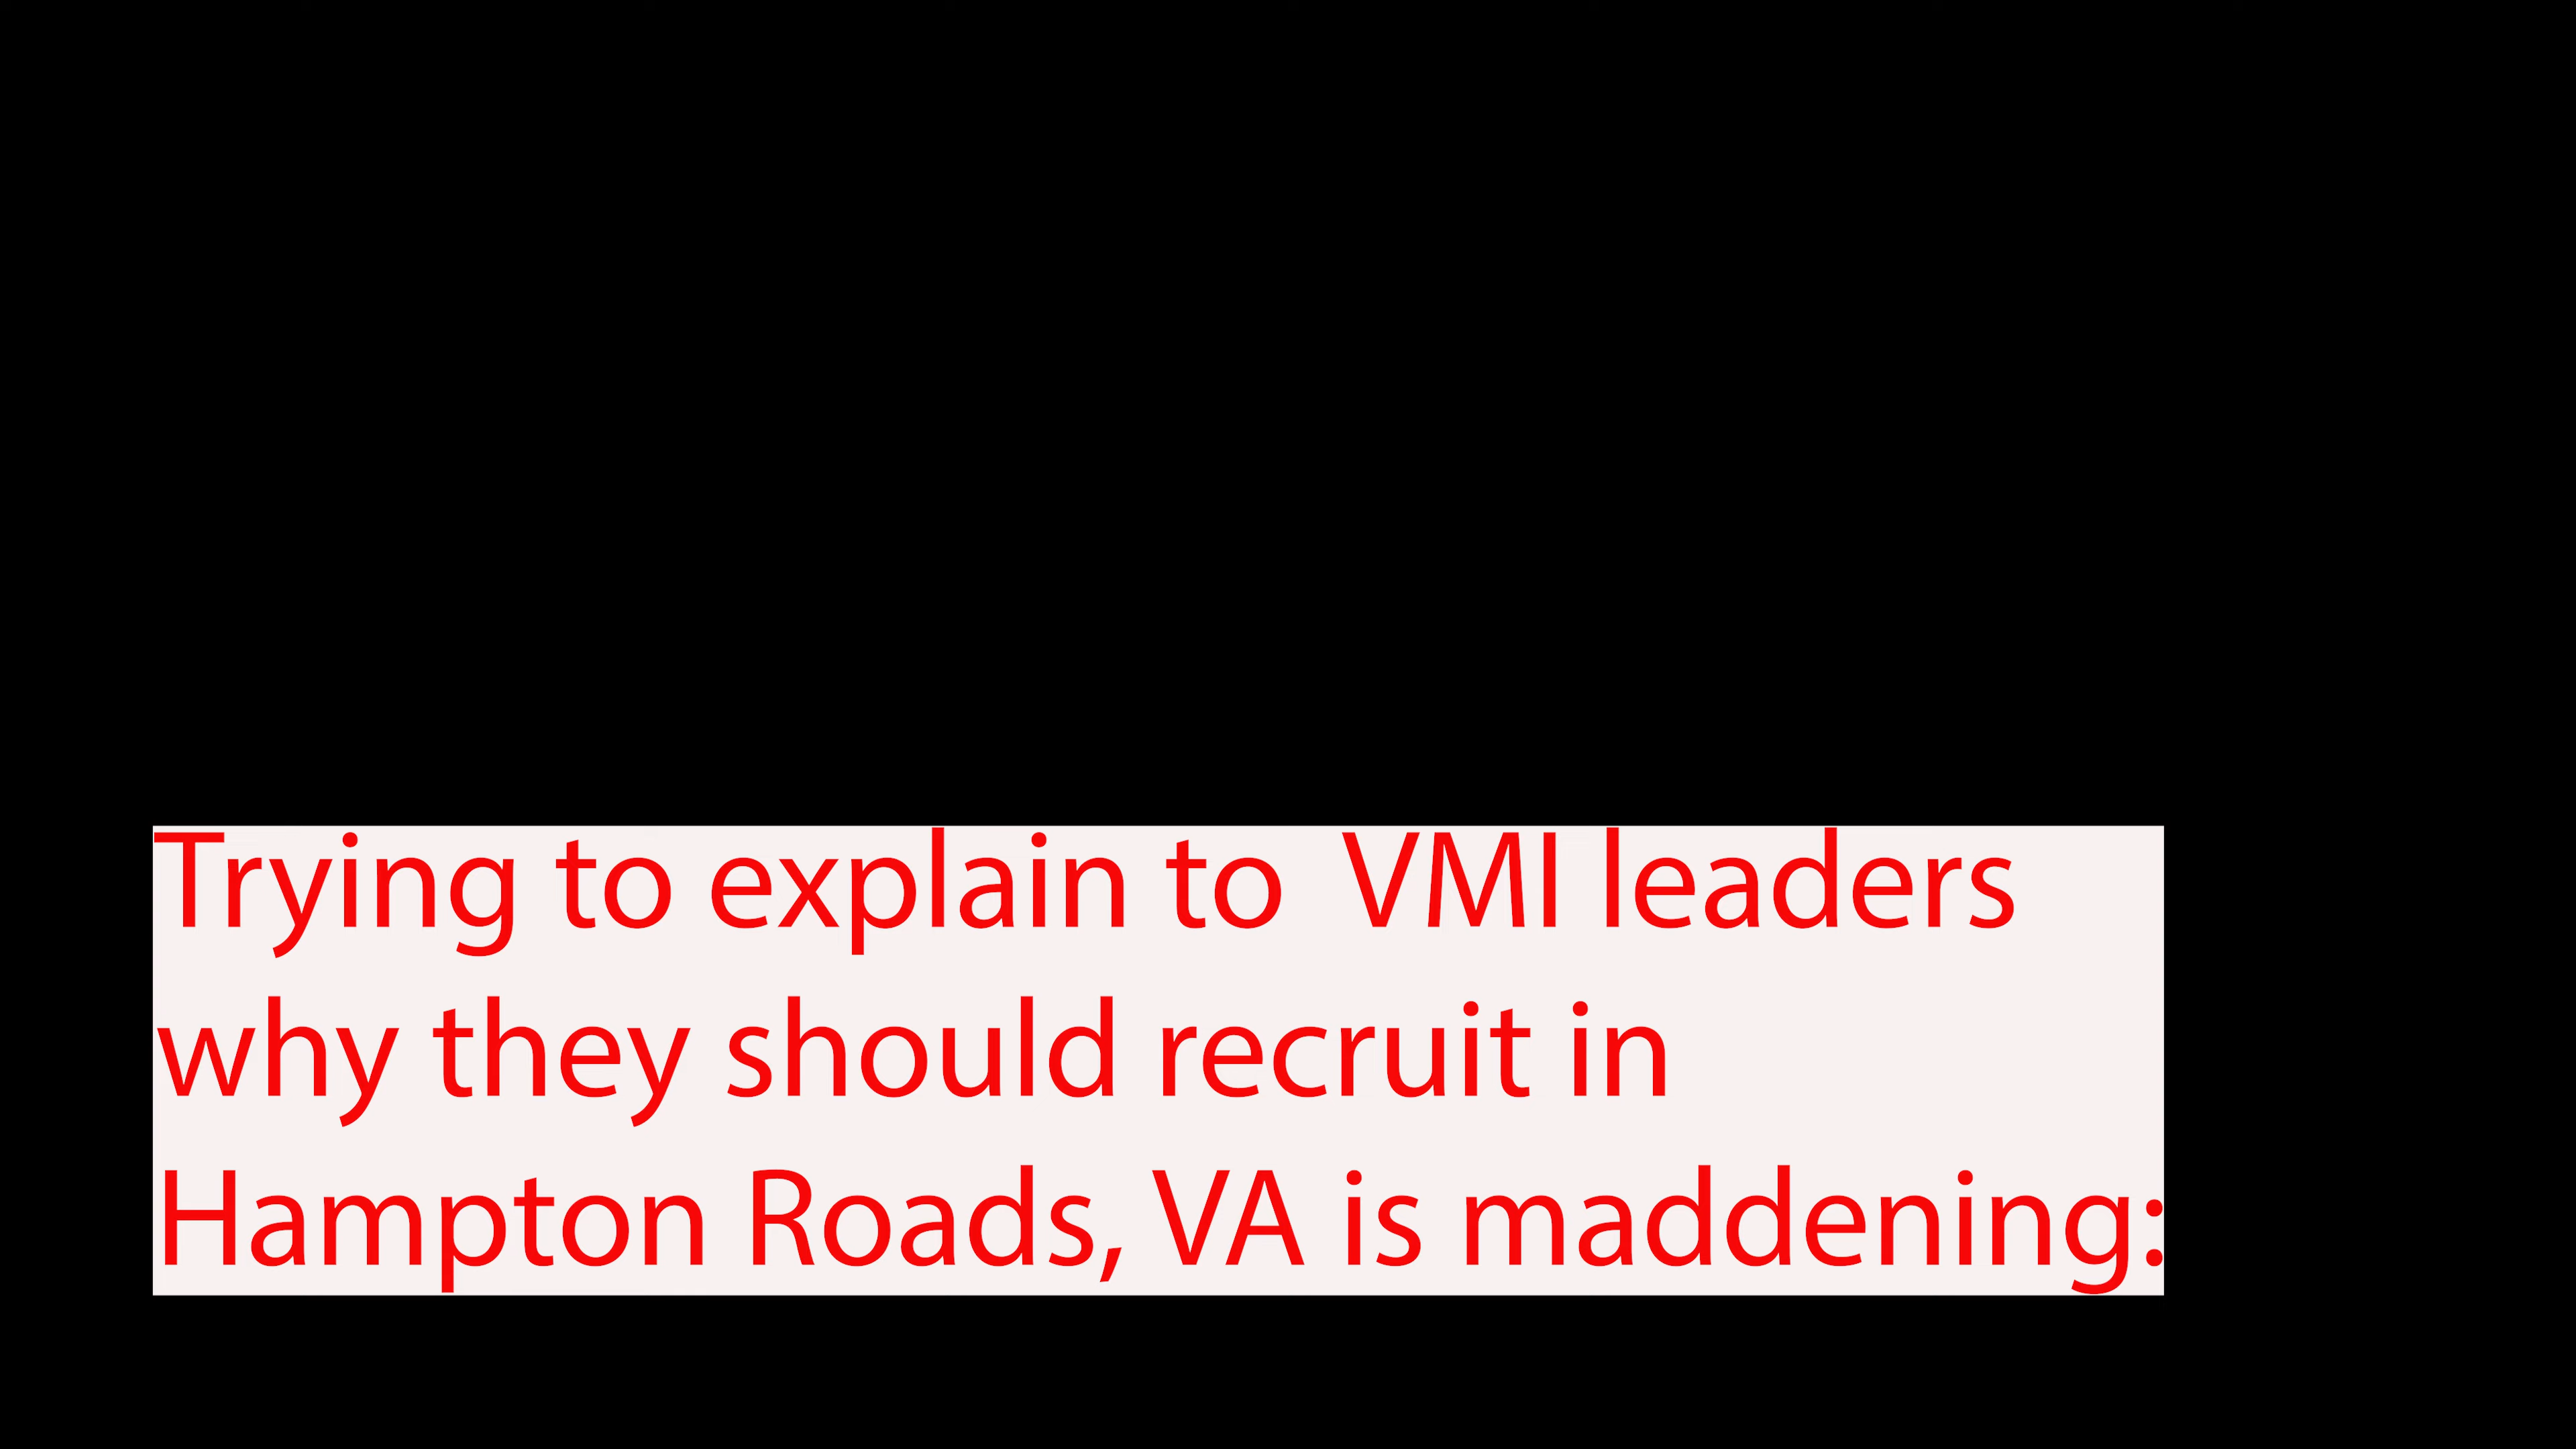 Trying to explain to  VMI leaders
why they should recruit in
Hampton Roads, VA is maddening: